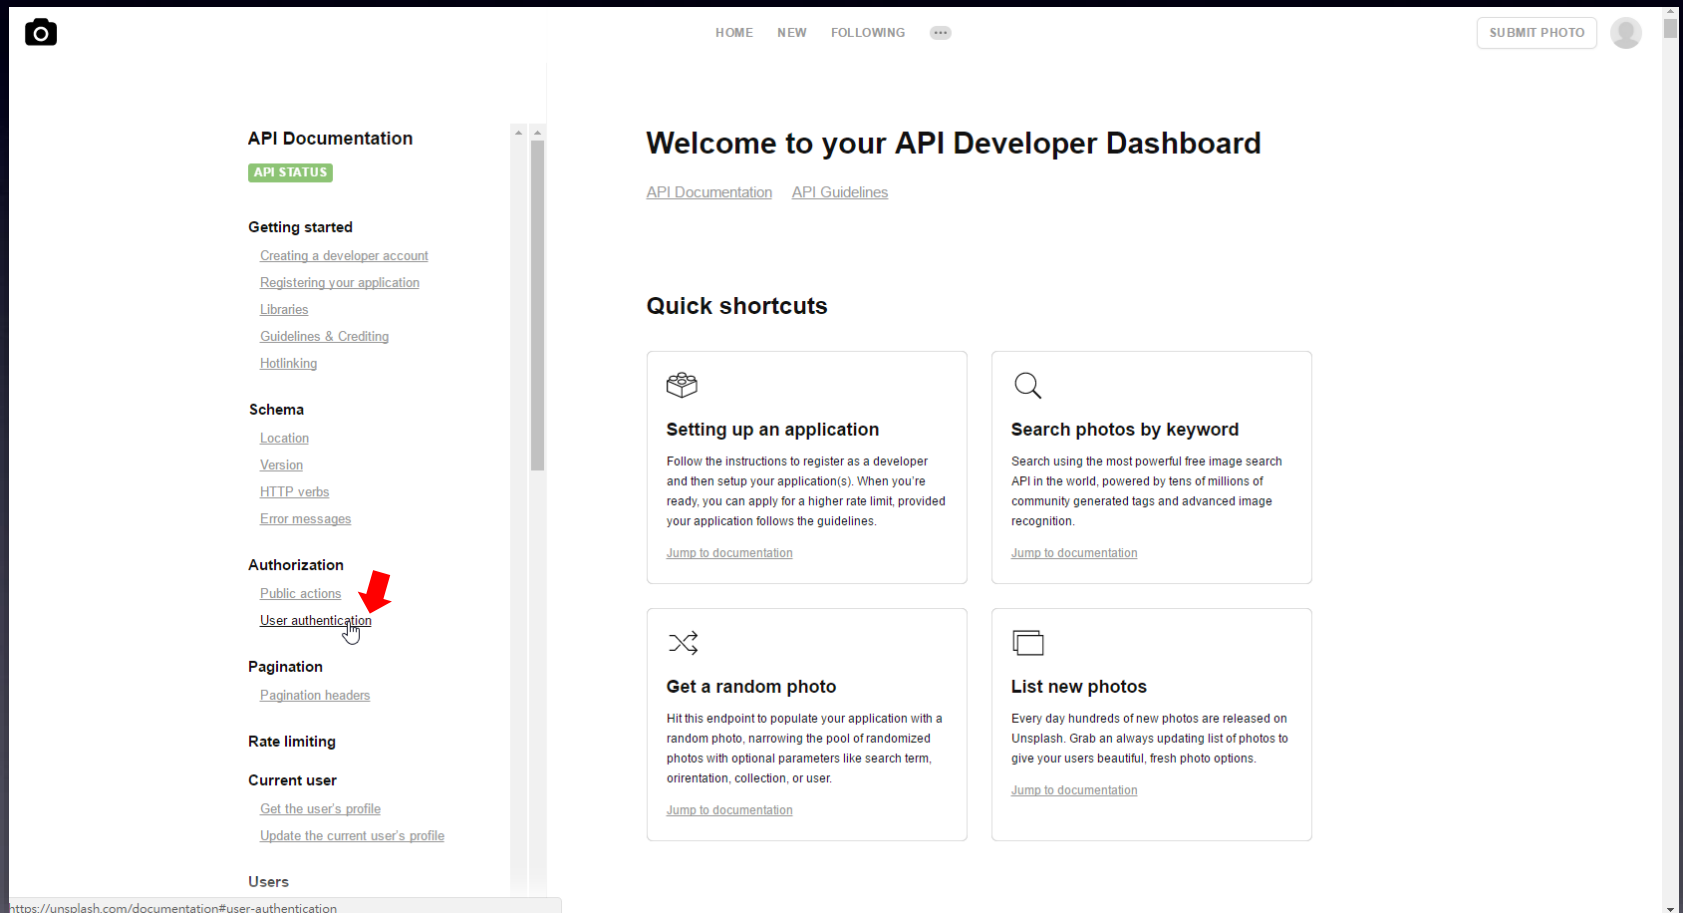 HOME NEW FOLLOWING
SUBMIT PHOTO
API Documentation
API STATUS
Getting started
Creating a developer account
Registering your application
Libraries
Guidelines & Crediting
Hotlinking
Schema
Location
Version
HTTP verbs
Error messages
Authorization
Public actions
User authentication
Pagination
Pagination headers
Rate limiting
Current user
Get the user's profile
Update the current user's profile
Users
Welcome to your API Developer Dashboard
API Documentation API Guidelines
Quick shortcuts
Setting up an application
Follow the instructions to register as a developer
and then setup your application(s). When you're
ready, you can apply for a higher rate limit, provided
your application follows the guidelines.
Jump to documentation
Search photos by keyword
Search using the most powerful free image search
API in the world, powered by tens of millions of
community generated tags and advanced image
recognition.
Jump to documentation
Get a random photo
Hit this endpoint to populate your application with a
random photo, narrowing the pool of randomized
photos with optional parameters like search term,
orirentation, collection, or user.
Jump to documentation
List new photos
Every day hundreds of new photos are released on
Unsplash. Grab an always updating list of photos to
give your users beautiful, fresh photo options.
Jump to documentation
https://unsplash.com/documentation#user-authentication